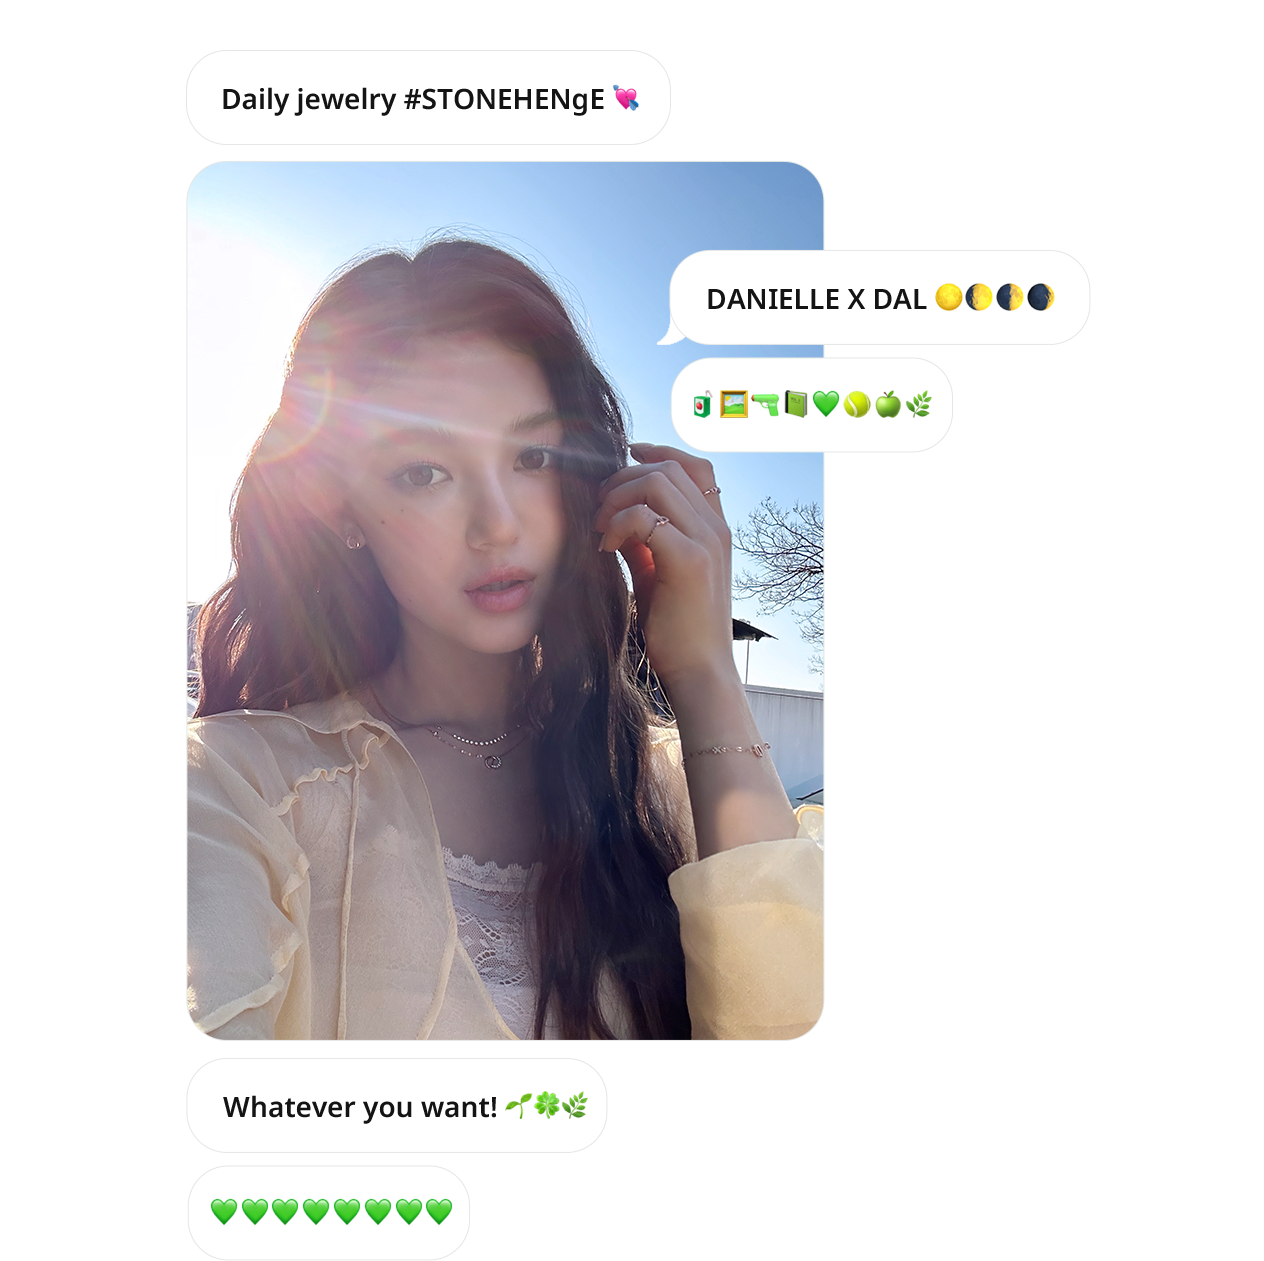 Daily jewelry #STONEHENgE 💘
DANIELLE X DAL 🌕🌔🌓🌒
🧃🖼️🔫📗💚🎾🍏🌿
Whatever you want! 🌱🍀🌿
💚💚💚💚💚💚💚💚